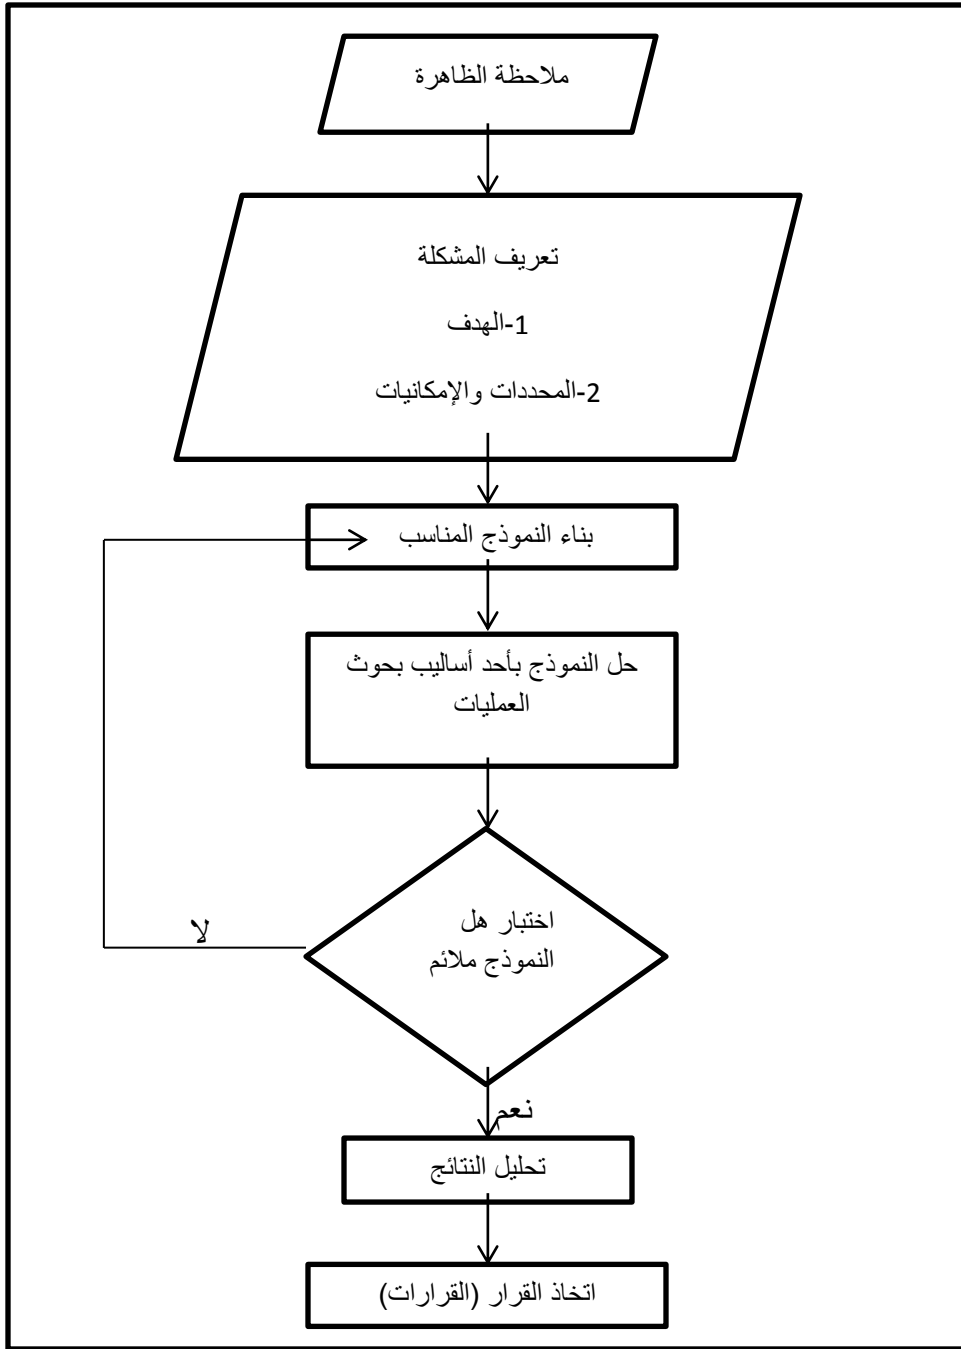 ملاحظة الظاهرة
تعريف المشكلة
1-الهدف
2-المحددات والإمكانيات
بناء النموذج المناسب
حل النموذج بأحد أساليب بحوث
العمليات
اختبار هل
النموذج ملائم
لا
نعم
تحليل النتائج
اتخاذ القرار (القرارات)